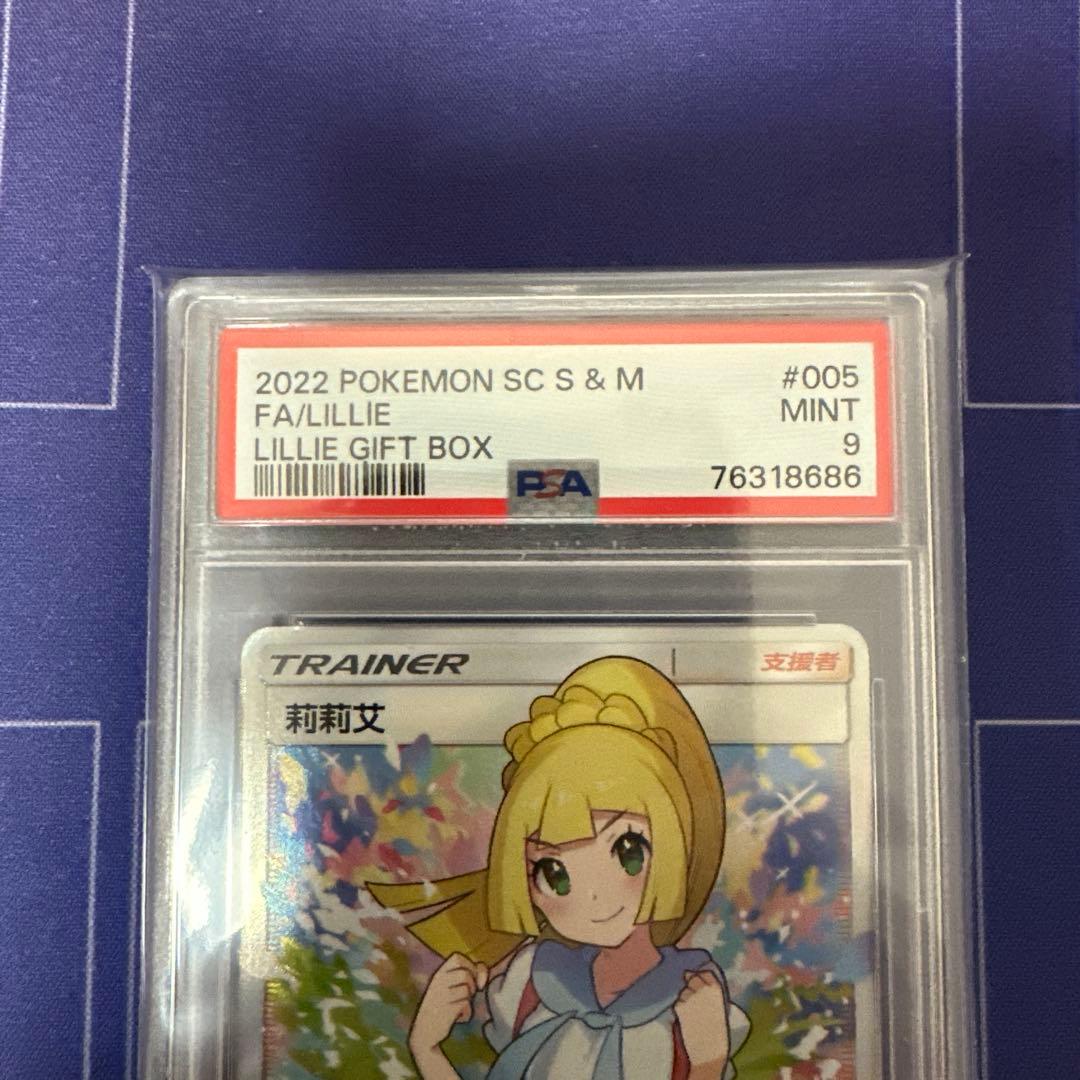 2022 POKEMON SC S & M #005
FA/LILLIE MINT
LILLIE GIFT BOX 9
PSA 76318686
TRAINER 支援者
莉莉艾